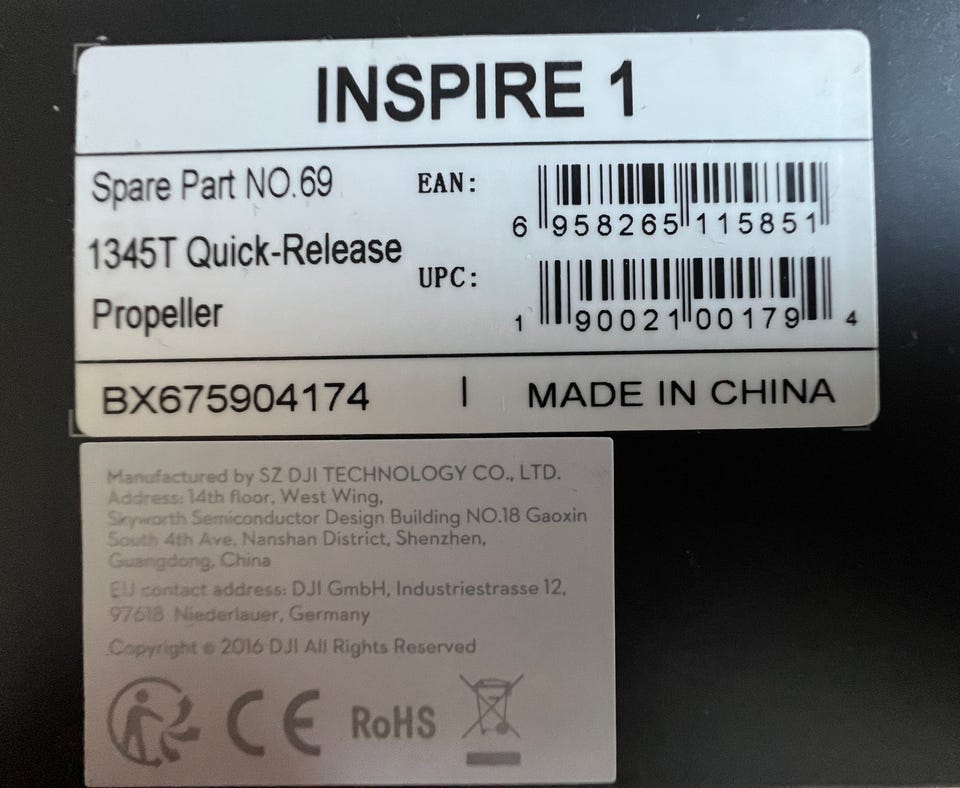 INSPIRE 1
Spare Part NO.69
EAN:
6 958265 115851
1345T Quick-Release
Propeller
UPC:
1 90021 00179 4
BX675904174 | MADE IN CHINA
Manufactured by SZ DJI TECHNOLOGY CO., LTD.
Address: 14th floor, West Wing,
Skyworth Semiconductor Design Building NO.18 Gaoxin
South 4th Ave, Nanshan District, Shenzhen,
Guangdong, China
EU contact address: DJI GmbH, Industriestrasse 12,
97618 Niederlauer, Germany
Copyright © 2016 DJI All Rights Reserved
CE RoHS